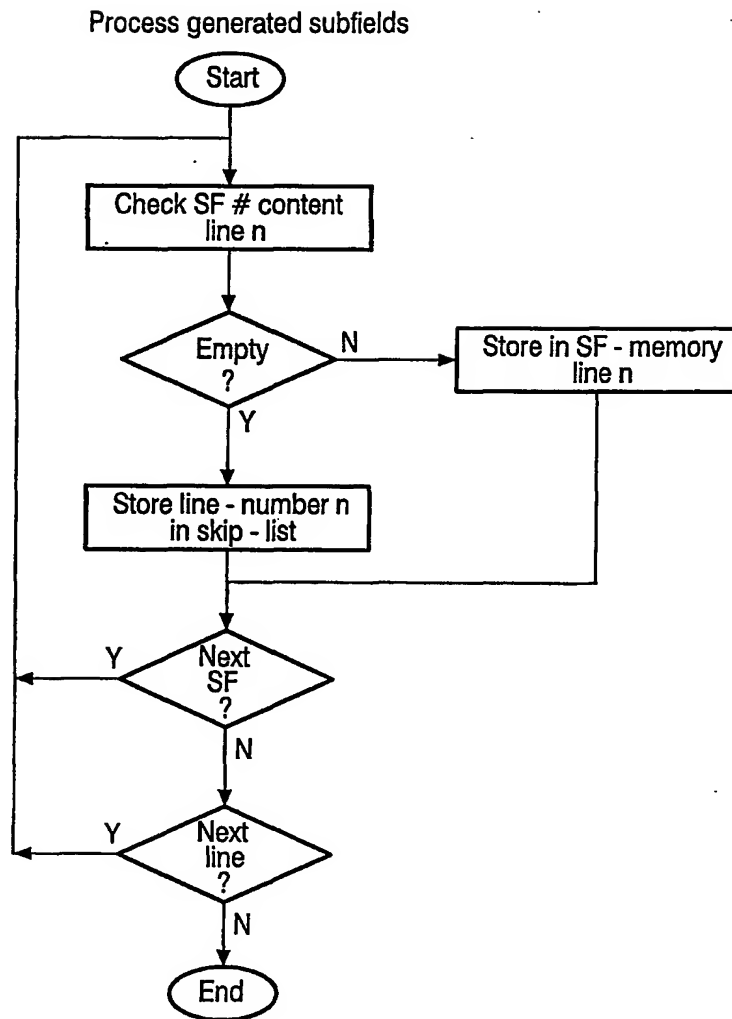 Process generated subfields
Start
Check SF # content
line n
Empty
?
N
Store in SF - memory
line n
Y
Store line - number n
in skip - list
Y
Next
SF
?
N
Y
Next
line
?
N
End